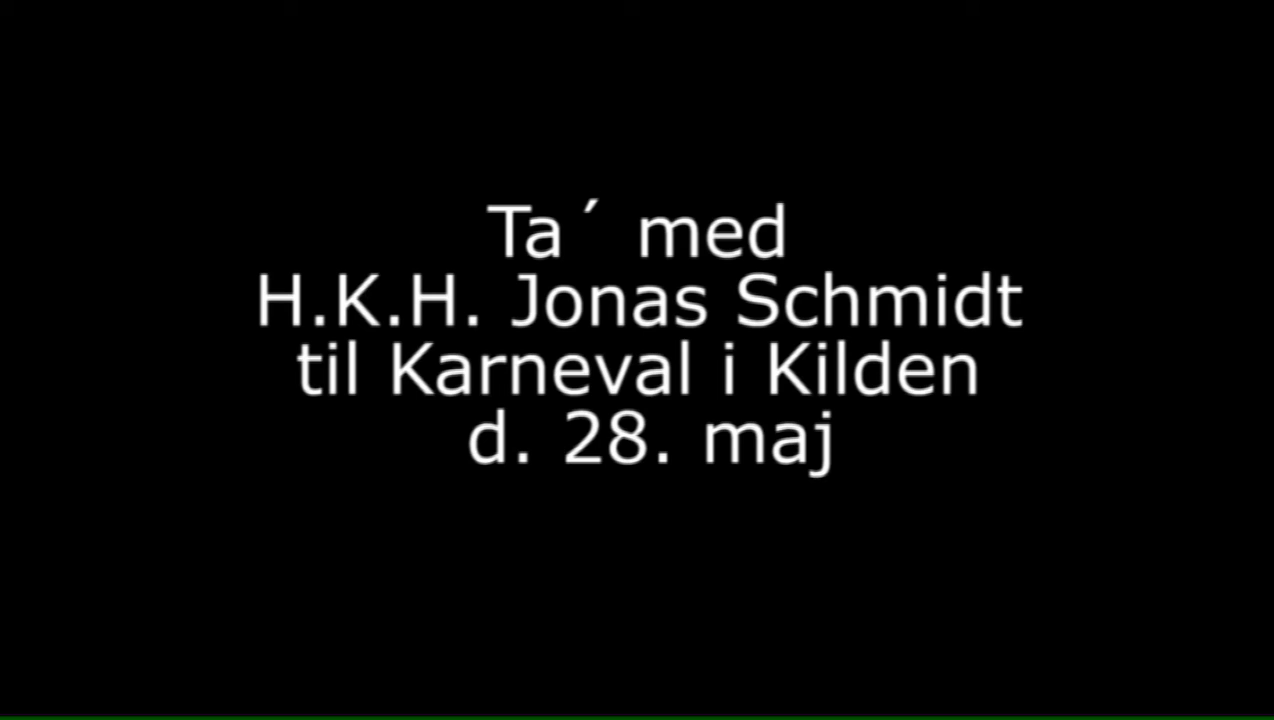 Ta´ med
H.K.H. Jonas Schmidt
til Karneval i Kilden
d. 28. maj